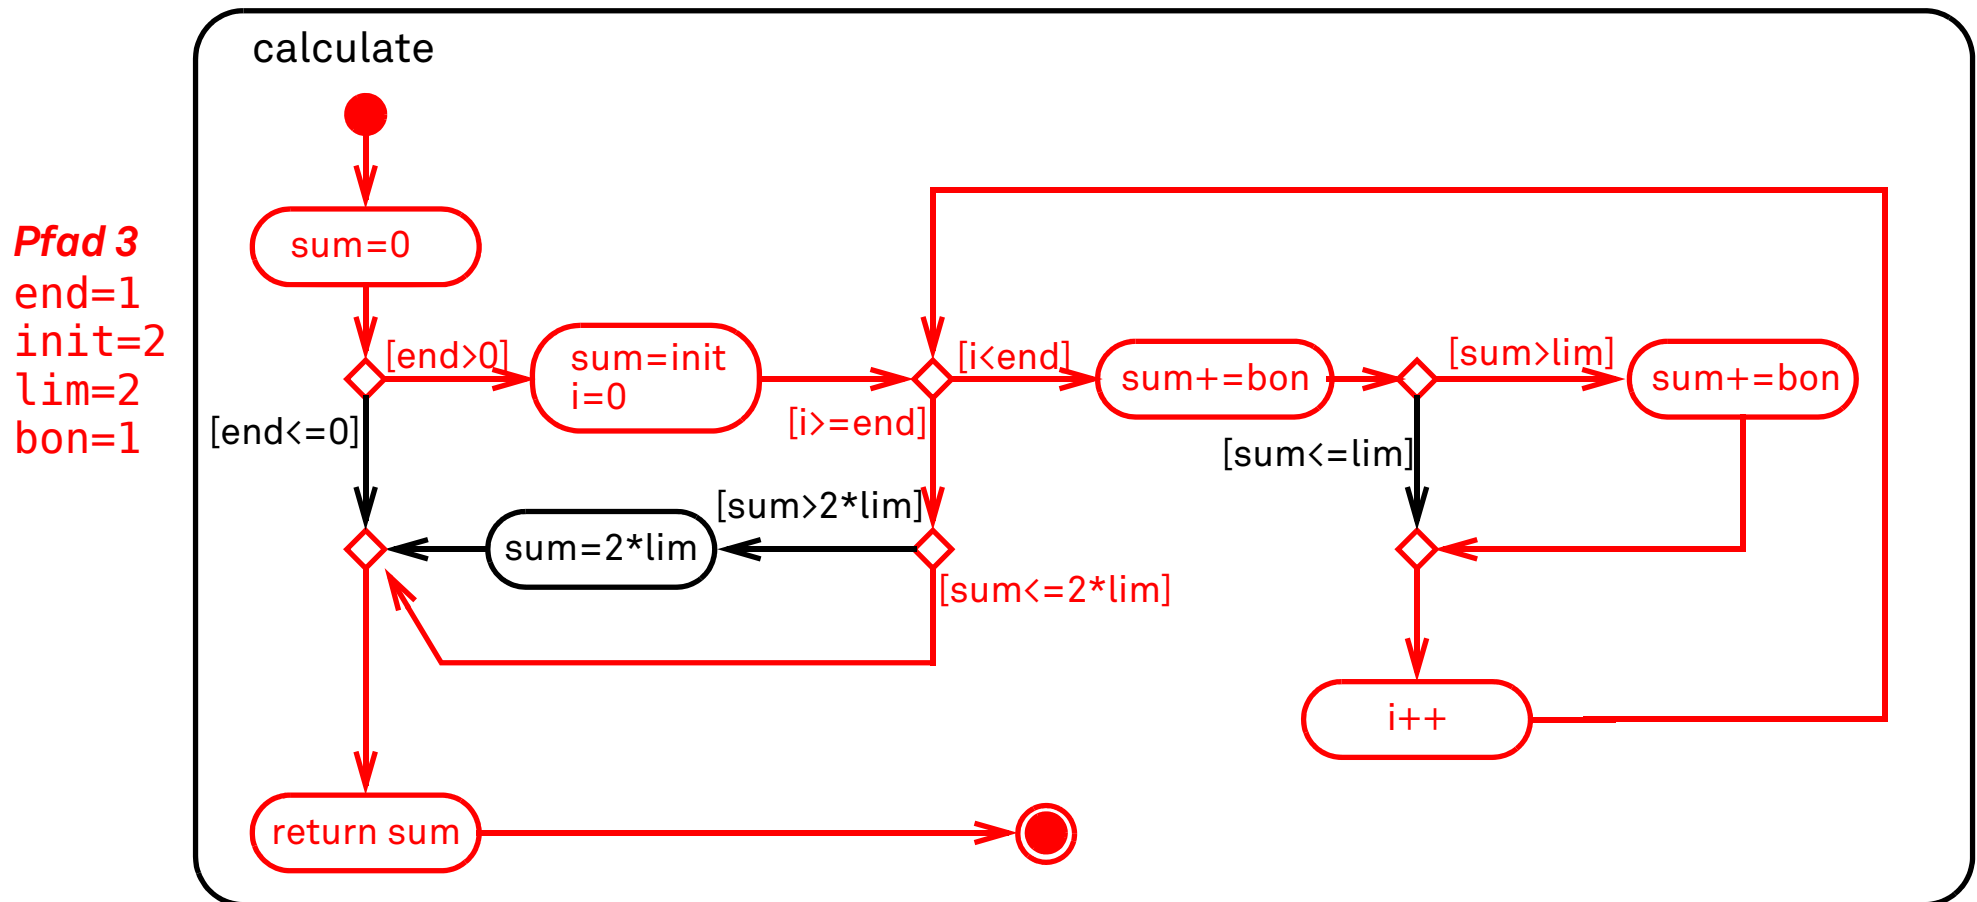 calculate
Pfad 3
end=1
init=2
lim=2
bon=1
sum=0
[end>0]
sum=init
i=0
[i<end]
sum+=bon
[sum>lim]
sum+=bon
[end<=0]
[i>=end]
[sum<=lim]
[sum>2*lim]
sum=2*lim
[sum<=2*lim]
i++
return sum